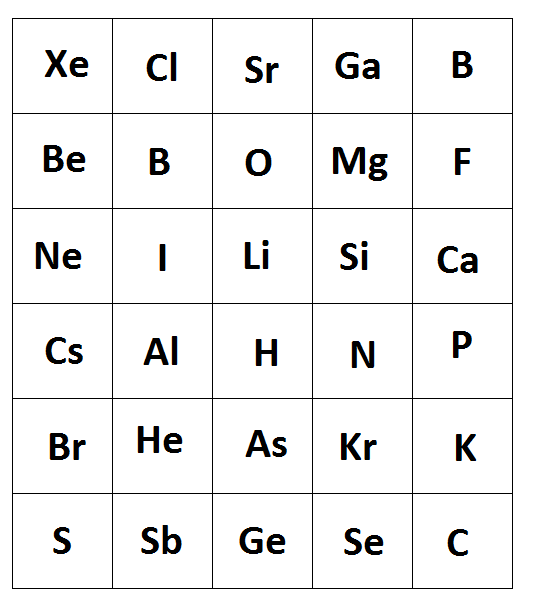 Xe Cl Sr Ga B
Be B O Mg F
Ne I Li Si Ca
Cs Al H N P
Br He As Kr K
S Sb Ge Se C